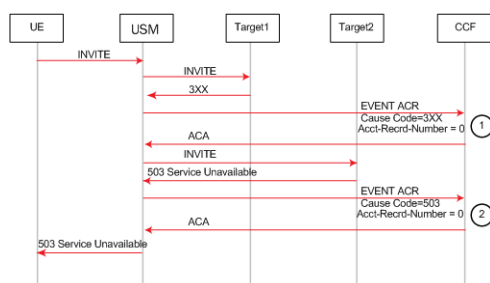 UE
USM
Target1
Target2
CCF
INVITE
INVITE
3XX
EVENT ACR
Cause Code=3XX
Acct-Recrd-Number = 0
1
ACA
INVITE
503 Service Unavailable
EVENT ACR
Cause Code=503
Acct-Recrd-Number = 0
2
ACA
503 Service Unavailable